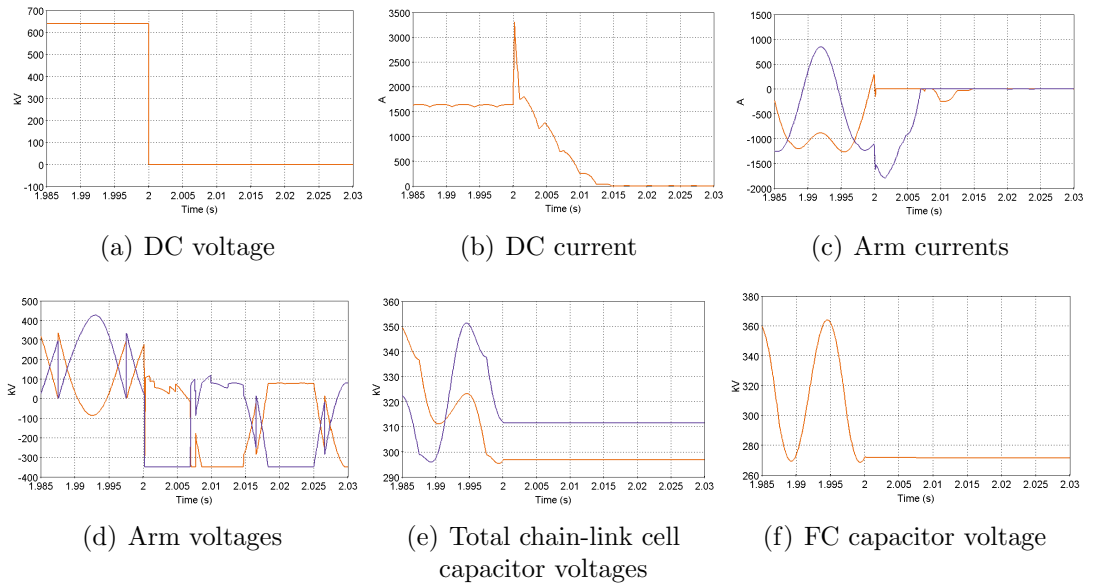 700
600
500
400
300
200
100
0
-100
kV
1.985 1.99 1.995 2 2.005 2.01 2.015 2.02 2.025 2.03
Time (s)
(a) DC voltage
3500
3000
2500
2000
1500
1000
500
0
A
1.985 1.99 1.995 2 2.005 2.01 2.015 2.02 2.025 2.03
Time (s)
(b) DC current
1500
1000
500
0
-500
-1000
-1500
-2000
A
1.985 1.99 1.995 2 2.005 2.01 2.015 2.02 2.025 2.03
Time (s)
(c) Arm currents
500
400
300
200
100
0
-100
-200
-300
-400
kV
1.985 1.99 1.995 2 2.005 2.01 2.015 2.02 2.025 2.03
Time (s)
(d) Arm voltages
360
350
340
330
320
310
300
290
kV
1.985 1.99 1.995 2 2.005 2.01 2.015 2.02 2.025 2.03
Time (s)
(e) Total chain-link cell
capacitor voltages
380
360
340
320
300
280
260
kV
1.985 1.99 1.995 2 2.005 2.01 2.015 2.02 2.025 2.03
Time (s)
(f) FC capacitor voltage